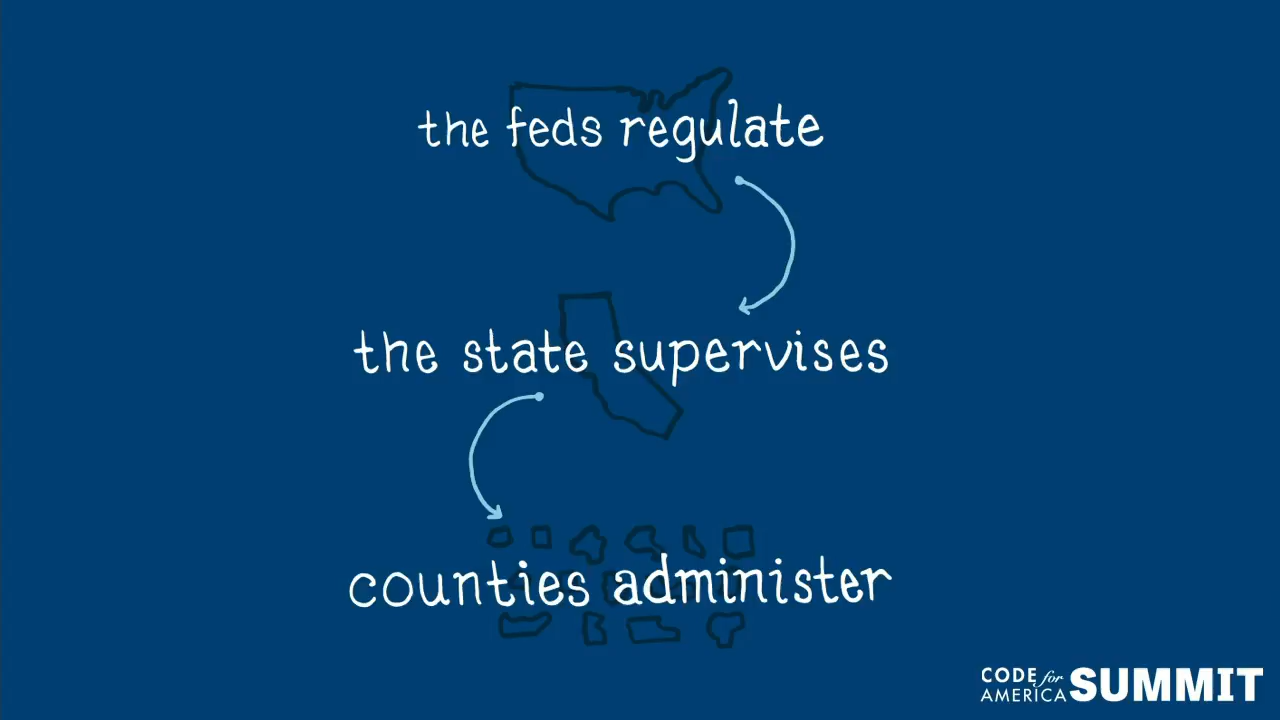 the feds regulate
the state supervises
counties administer
CODE for
AMERICA SUMMIT